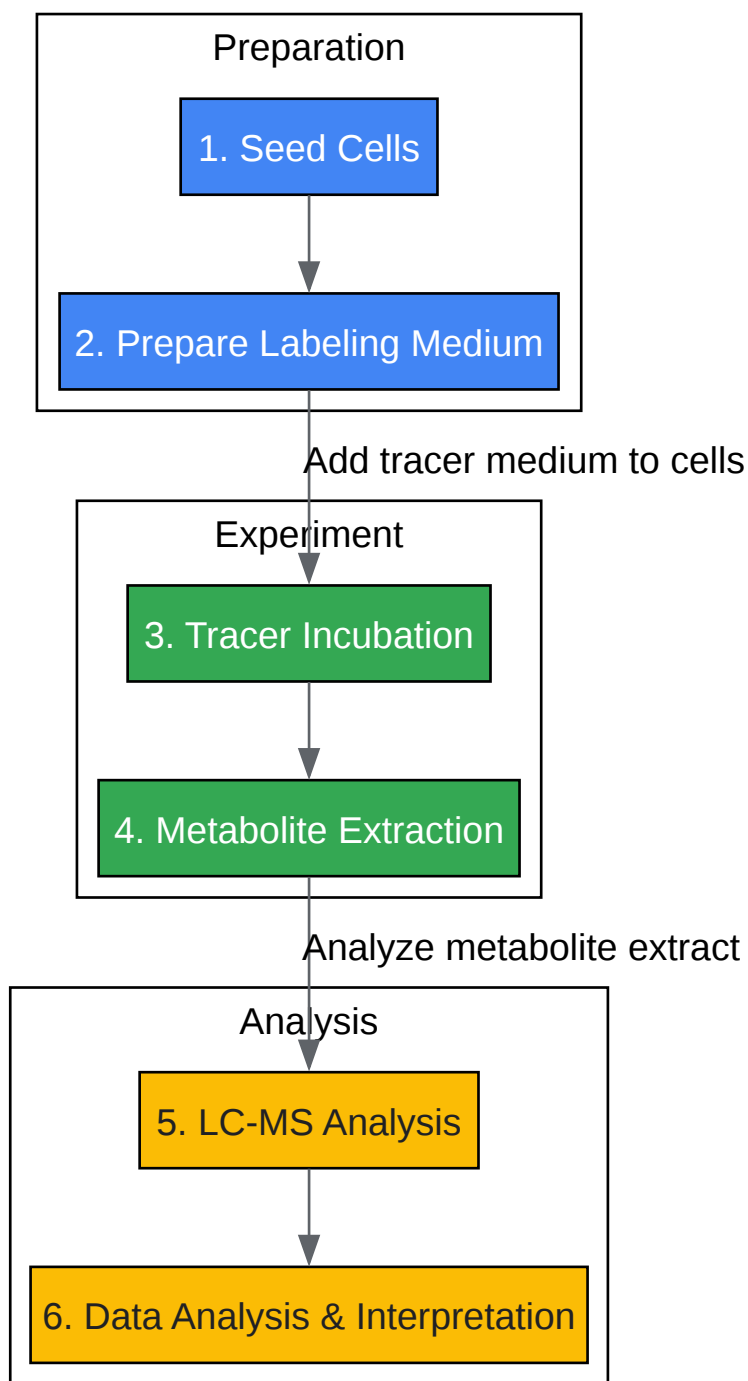 Preparation
1. Seed Cells
2. Prepare Labeling Medium
Add tracer medium to cells
Experiment
3. Tracer Incubation
4. Metabolite Extraction
Analyze metabolite extract
Analysis
5. LC-MS Analysis
6. Data Analysis & Interpretation